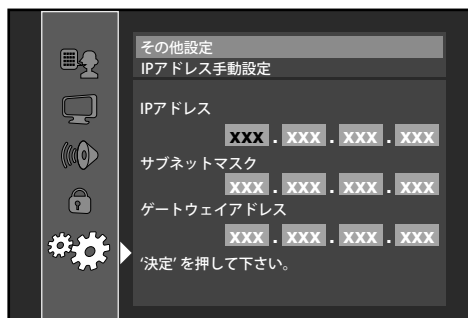 その他設定
IPアドレス手動設定
IPアドレス
xxx . xxx . xxx . xxx
サブネットマスク
xxx . xxx . xxx . xxx
ゲートウェイアドレス
xxx . xxx . xxx . xxx
‘決定’ を押して下さい。